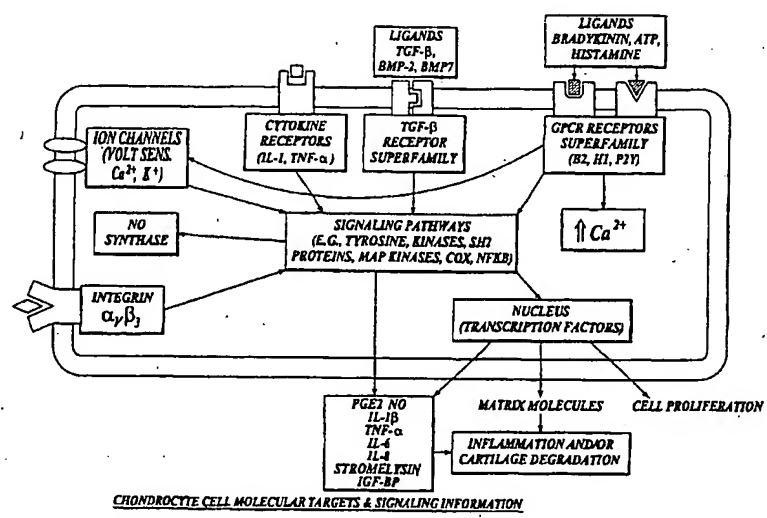 LIGANDS
TGF-β,
BMP-2, BMP7
LIGANDS
BRADYKININ, ATP,
HISTAMINE
ION CHANNELS
(VOLT SENS.
Ca²⁺, K⁺)
CYTOKINE
RECEPTORS
(IL-1, TNF-α)
TGF-β
RECEPTOR
SUPERFAMILY
GPCR RECEPTORS
SUPERFAMILY
(B2, H1, P2Y)
NO
SYNTHASE
SIGNALING PATHWAYS
(E.G., TYROSINE, KINASES, SH2
PROTEINS, MAP KINASES, COX, NFKB)
⇑Ca²⁺
INTEGRIN
αᵥβ₃
NUCLEUS
(TRANSCRIPTION FACTORS)
PGE2 NO
IL-1β
TNF-α
IL-6
IL-8
STROMELYSIN
IGF-BP
MATRIX MOLECULES
CELL PROLIFERATION
INFLAMMATION AND/OR
CARTILAGE DEGRADATION
CHONDROCYTE CELL MOLECULAR TARGETS & SIGNALING INFORMATION